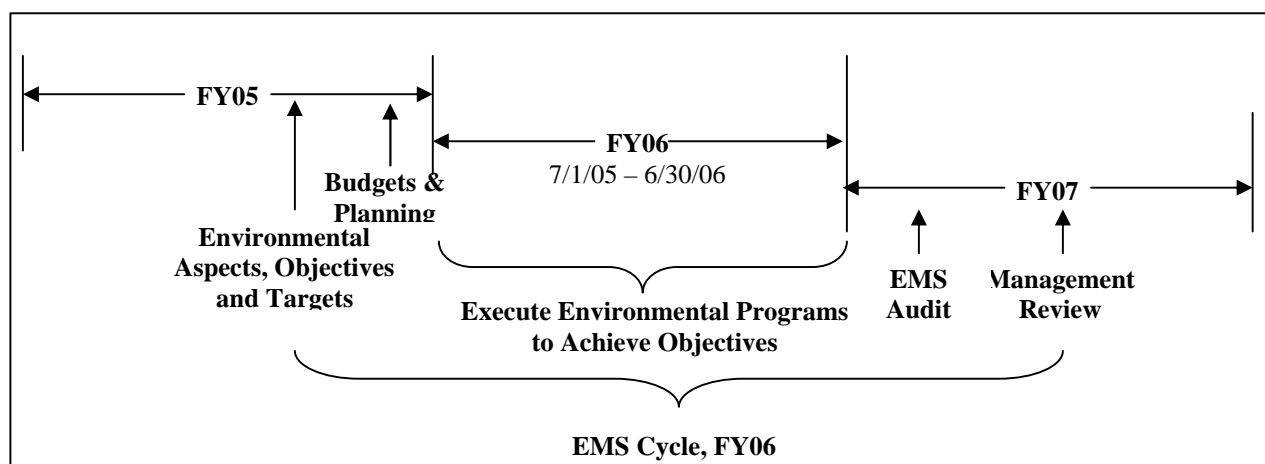 FY05
FY06
7/1/05 – 6/30/06
Budgets &
Planning
FY07
Environmental
Aspects, Objectives
and Targets
EMS
Audit
Management
Review
Execute Environmental Programs
to Achieve Objectives
EMS Cycle, FY06